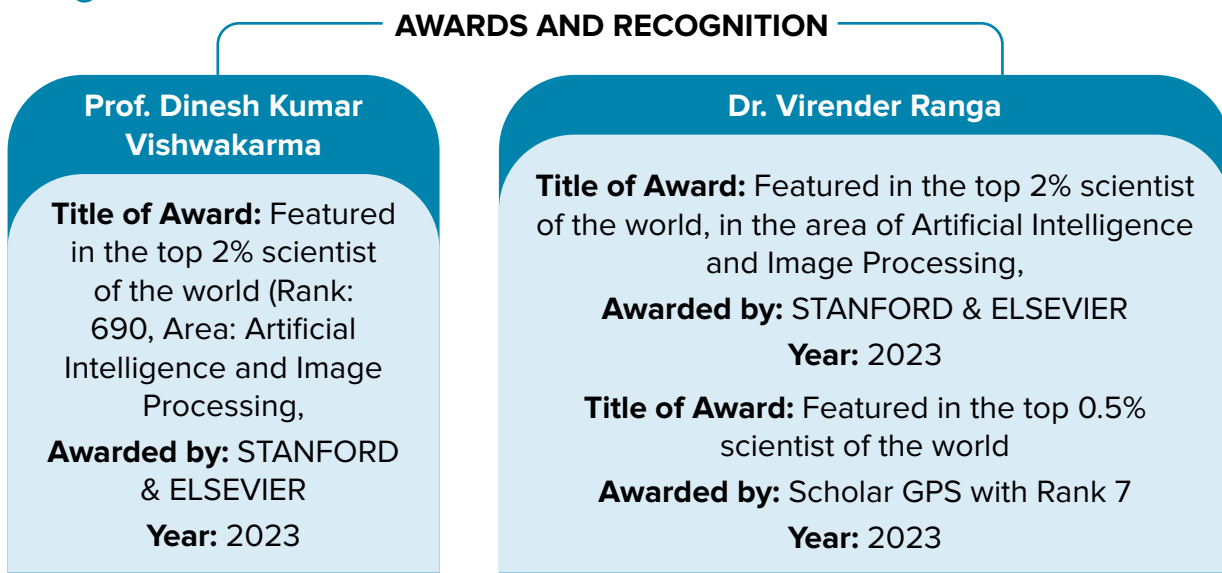 AWARDS AND RECOGNITION
Prof. Dinesh Kumar
Vishwakarma
Title of Award: Featured
in the top 2% scientist
of the world (Rank:
690, Area: Artificial
Intelligence and Image
Processing,
Awarded by: STANFORD
& ELSEVIER
Year: 2023
Dr. Virender Ranga
Title of Award: Featured in the top 2% scientist
of the world, in the area of Artificial Intelligence
and Image Processing,
Awarded by: STANFORD & ELSEVIER
Year: 2023
Title of Award: Featured in the top 0.5%
scientist of the world
Awarded by: Scholar GPS with Rank 7
Year: 2023